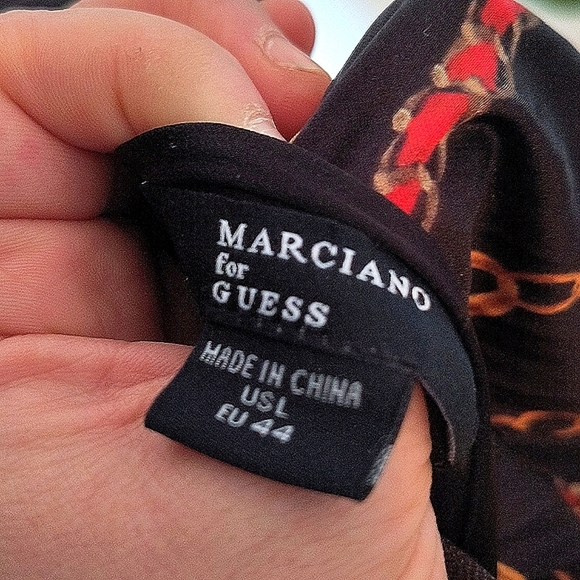 MARCIANO
for
GUESS
MADE IN CHINA
US L
EU 44